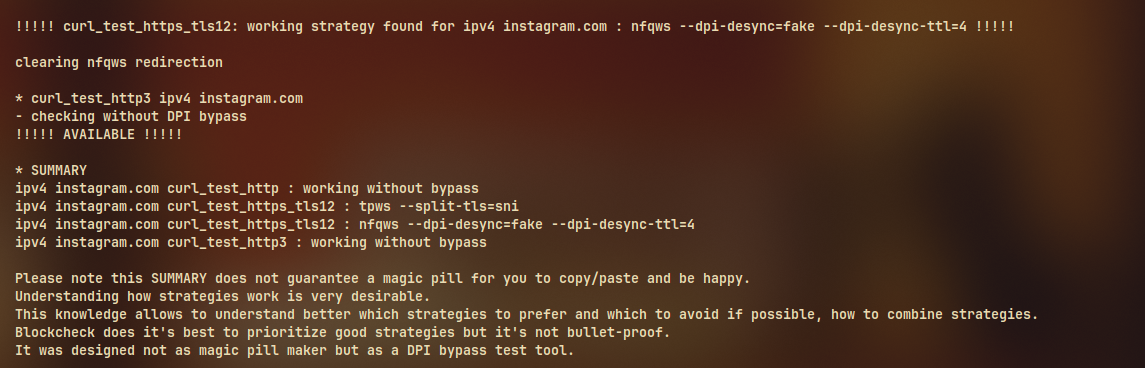 !!!!! curl_test_https_tls12: working strategy found for ipv4 instagram.com : nfqws --dpi-desync=fake --dpi-desync-ttl=4 !!!!!
clearing nfqws redirection
* curl_test_http3 ipv4 instagram.com
- checking without DPI bypass
!!!!! AVAILABLE !!!!!
* SUMMARY
ipv4 instagram.com curl_test_http : working without bypass
ipv4 instagram.com curl_test_https_tls12 : tpws --split-tls=sni
ipv4 instagram.com curl_test_https_tls12 : nfqws --dpi-desync=fake --dpi-desync-ttl=4
ipv4 instagram.com curl_test_http3 : working without bypass
Please note this SUMMARY does not guarantee a magic pill for you to copy/paste and be happy.
Understanding how strategies work is very desirable.
This knowledge allows to understand better which strategies to prefer and which to avoid if possible, how to combine strategies.
Blockcheck does it's best to prioritize good strategies but it's not bullet-proof.
It was designed not as magic pill maker but as a DPI bypass test tool.